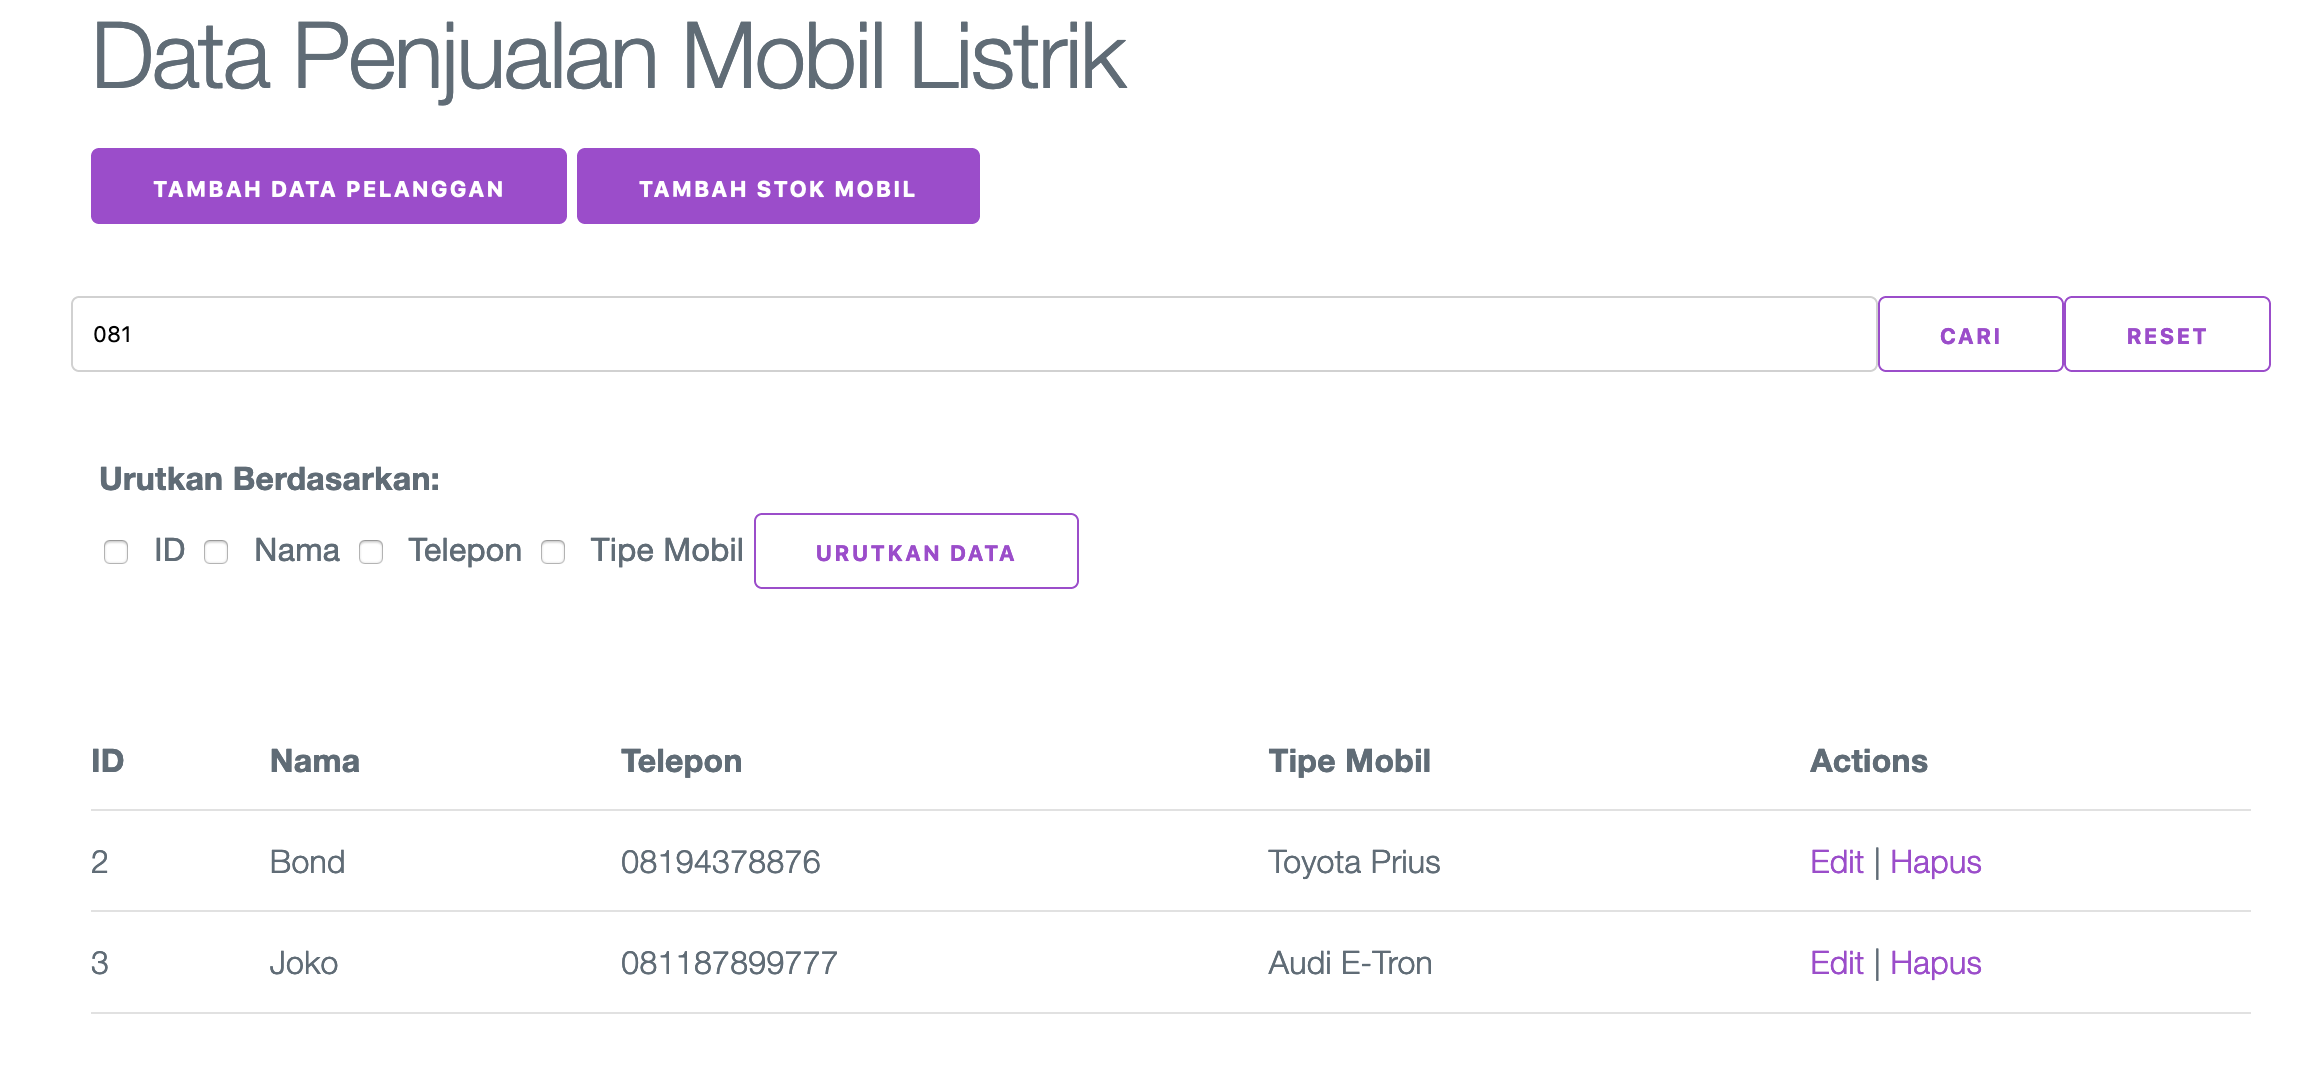 Data Penjualan Mobil Listrik
TAMBAH DATA PELANGGAN TAMBAH STOK MOBIL
081 CARI RESET
Urutkan Berdasarkan:
ID Nama Telepon Tipe Mobil URUTKAN DATA
ID Nama Telepon Tipe Mobil Actions
2 Bond 08194378876 Toyota Prius Edit | Hapus
3 Joko 081187899777 Audi E-Tron Edit | Hapus